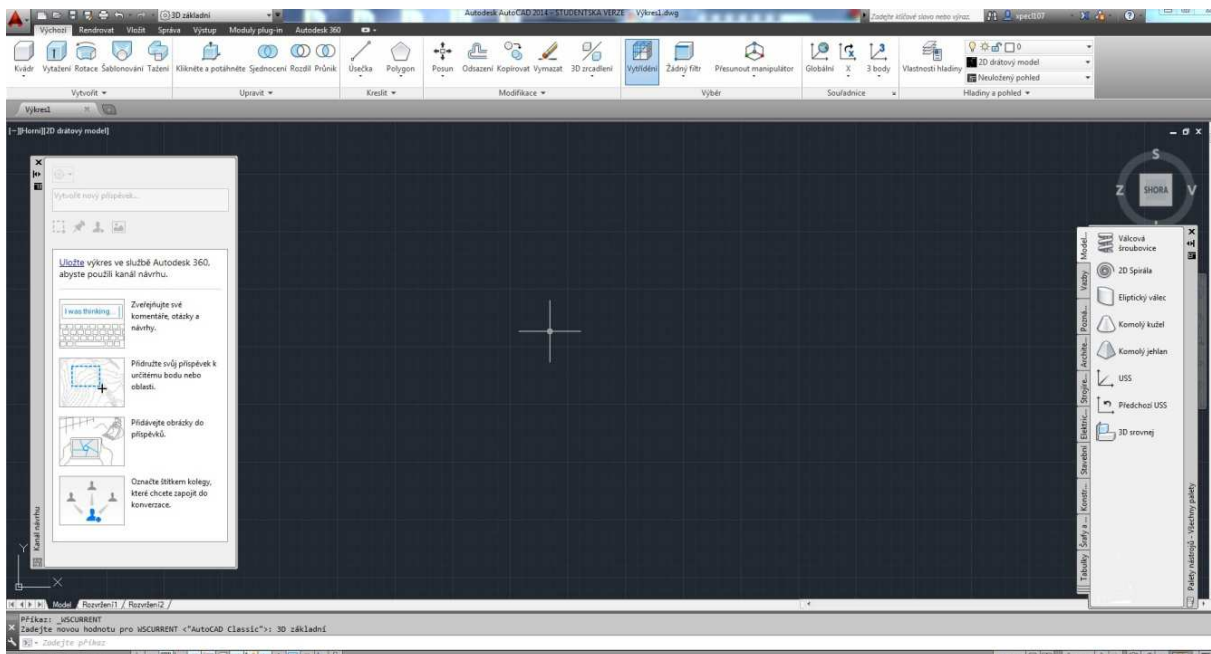 3D základní
Autodesk AutoCAD 2014 - STUDENTSKÁ VERZE Výkres1.dwg
Zadejte klíčové slovo nebo výraz
xpecl107
Výchozí Rendrovat Vložit Správa Výstup Moduly plug-in Autodesk 360
Kvádr Vytažení Rotace Šablonování Tažení Klikněte a potáhněte Sjednocení Rozdíl Průnik Úsečka Polygon Posun Odsazení Kopírovat Vymazat 3D zrcadlení Vytřídění Žádný filtr Přesunout manipulátor Globální X 3 body Vlastnosti hladiny
0
2D drátový model
Neuložený pohled
Vytvořit Upravit Kreslit Modifikace Výběr Souřadnice Hladiny a pohled
Výkres1
[−][Horní][2D drátový model]
S
Z SHORA V
Vytvořit nový příspěvek...
Uložte výkres ve službě Autodesk 360,
abyste použili kanál návrhu.
I was thinking...
Zveřejňujte své
komentáře, otázky a
návrhy.
Přidružte svůj příspěvek k
určitému bodu nebo
oblasti.
Přidávejte obrázky do
příspěvků.
Označte štítkem kolegy,
které chcete zapojit do
konverzace.
Kanál návrhu
Model...
Vazby
Pozná...
Archite...
Strojíre...
Elektric...
Stavební
Konstr...
Šrafy a ...
Tabulky
Válcová
šroubovice
2D Spirála
Eliptický válec
Komolý kužel
Komolý jehlan
USS
Předchozí USS
3D srovnej
Palety nástrojů - Všechny palety
Y
X
Model Rozvržení1 Rozvržení2
Příkaz: _WSCURRENT
Zadejte novou hodnotu pro WSCURRENT <"AutoCAD Classic">: 3D základní
Zadejte příkaz